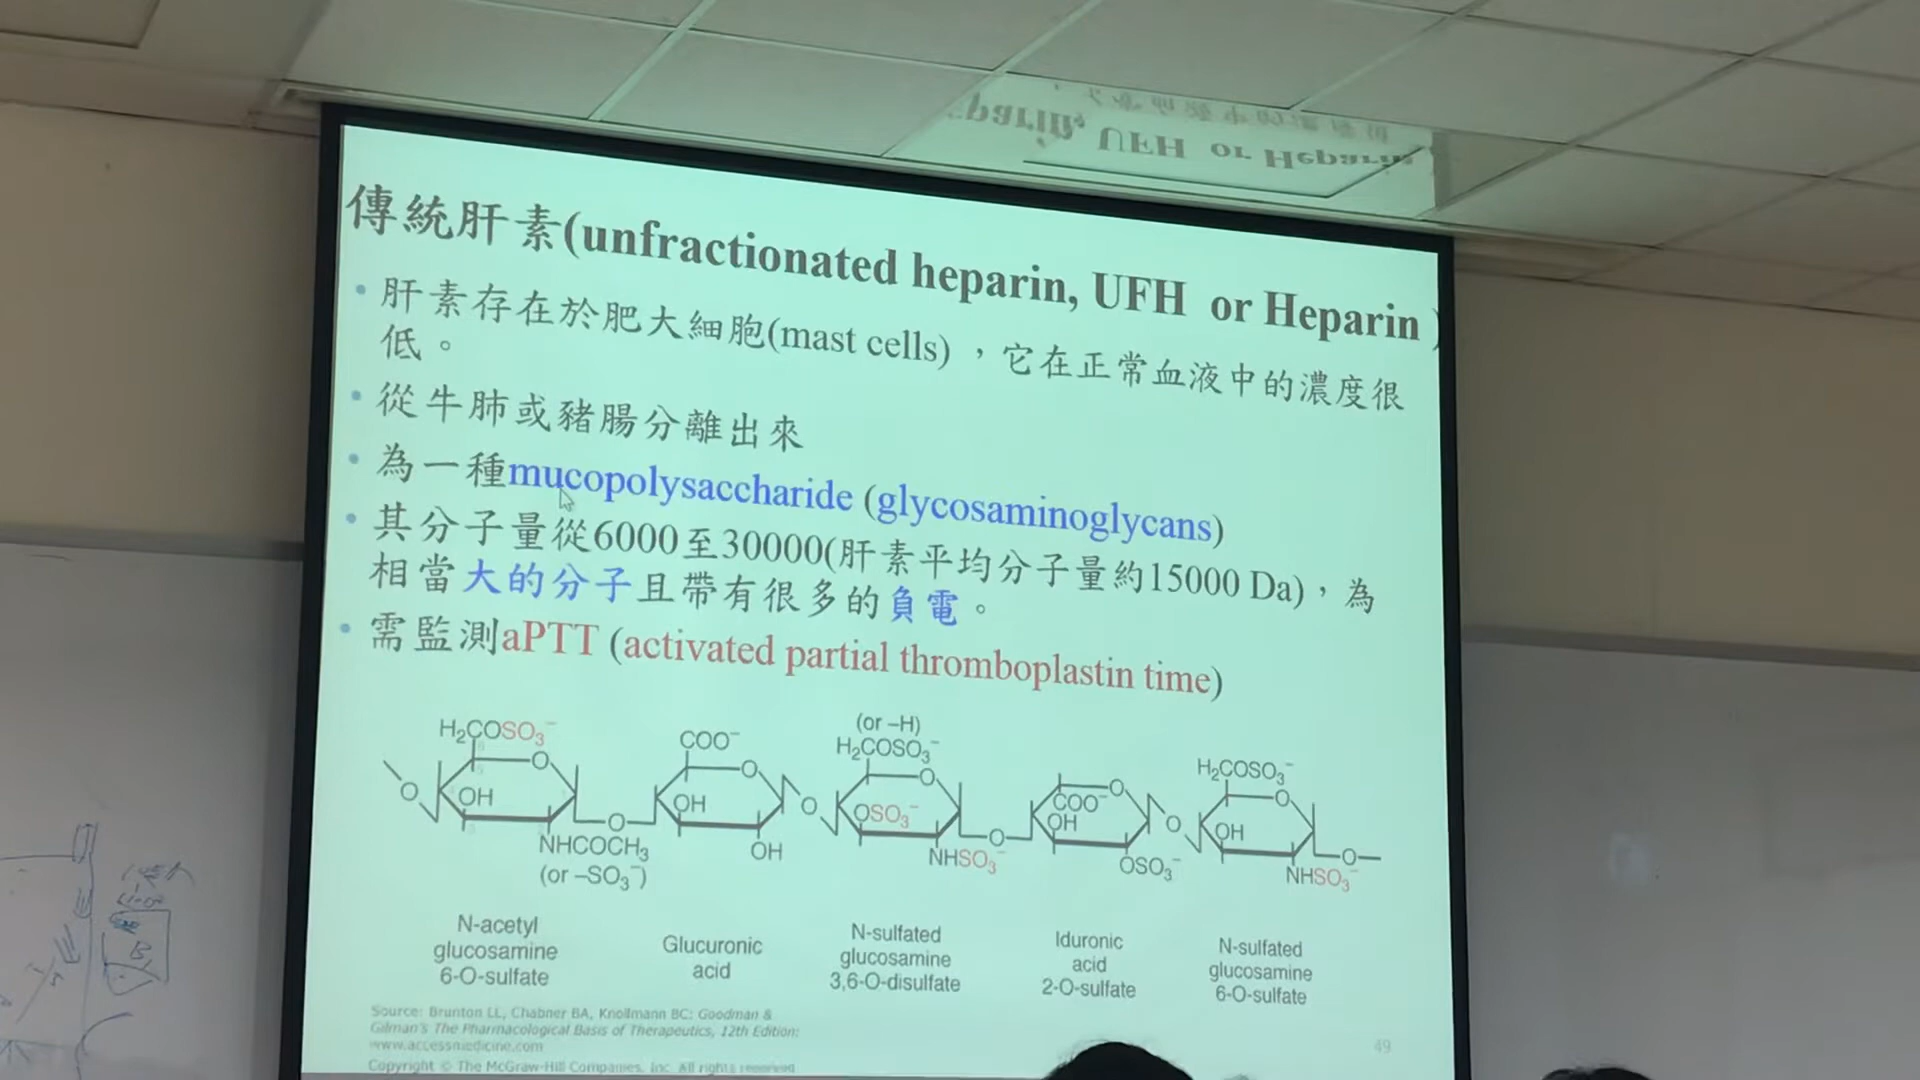 傳統肝素(unfractionated heparin, UFH or Heparin )
• 肝素存在於肥大細胞(mast cells) ，它在正常血液中的濃度很
低。
• 從牛肺或豬腸分離出來
• 為一種mucopolysaccharide (glycosaminoglycans)
• 其分子量從6000至30000(肝素平均分子量約15000 Da)，為
相當大的分子且帶有很多的負電。
• 需監測aPTT (activated partial thromboplastin time)
(or –H)
H₂COSO₃⁻ COO⁻ H₂COSO₃⁻ H₂COSO₃⁻
O O O O O
O OH OH O OSO₃⁻ COO⁻ OH O OH
O O O
NHCOCH₃ OH NHSO₃⁻ OSO₃⁻ NHSO₃⁻
(or –SO₃⁻)
N-acetyl
glucosamine
6-O-sulfate
Glucuronic
acid
N-sulfated
glucosamine
3,6-O-disulfate
Iduronic
acid
2-O-sulfate
N-sulfated
glucosamine
6-O-sulfate
Source: Brunton LL, Chabner BA, Knollmann BC: Goodman &
Gilman's The Pharmacological Basis of Therapeutics, 12th Edition:
www.accessmedicine.com
Copyright © The McGraw-Hill Companies, Inc. All rights reserved
49